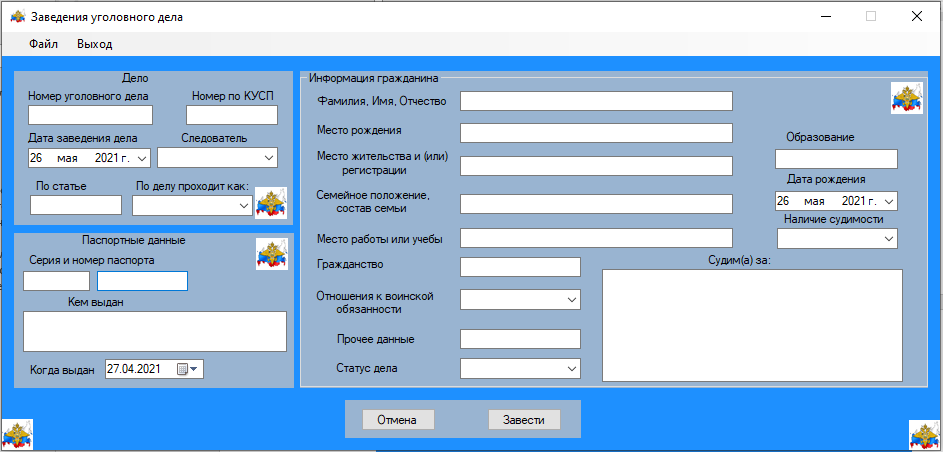 Заведения уголовного дела
Файл Выход
Дело
Номер уголовного дела Номер по КУСП
Дата заведения дела Следователь
26 мая 2021 г.
По статье По делу проходит как:
Паспортные данные
Серия и номер паспорта
Кем выдан
Когда выдан 27.04.2021
Информация гражданина
Фамилия, Имя, Отчество
Место рождения
Место жительства и (или)
регистрации
Семейное положение,
состав семьи
Место работы или учебы
Гражданство
Отношения к воинской
обязанности
Прочее данные
Статус дела
Образование
Дата рождения
26 мая 2021 г.
Наличие судимости
Судим(а) за:
Отмена Завести